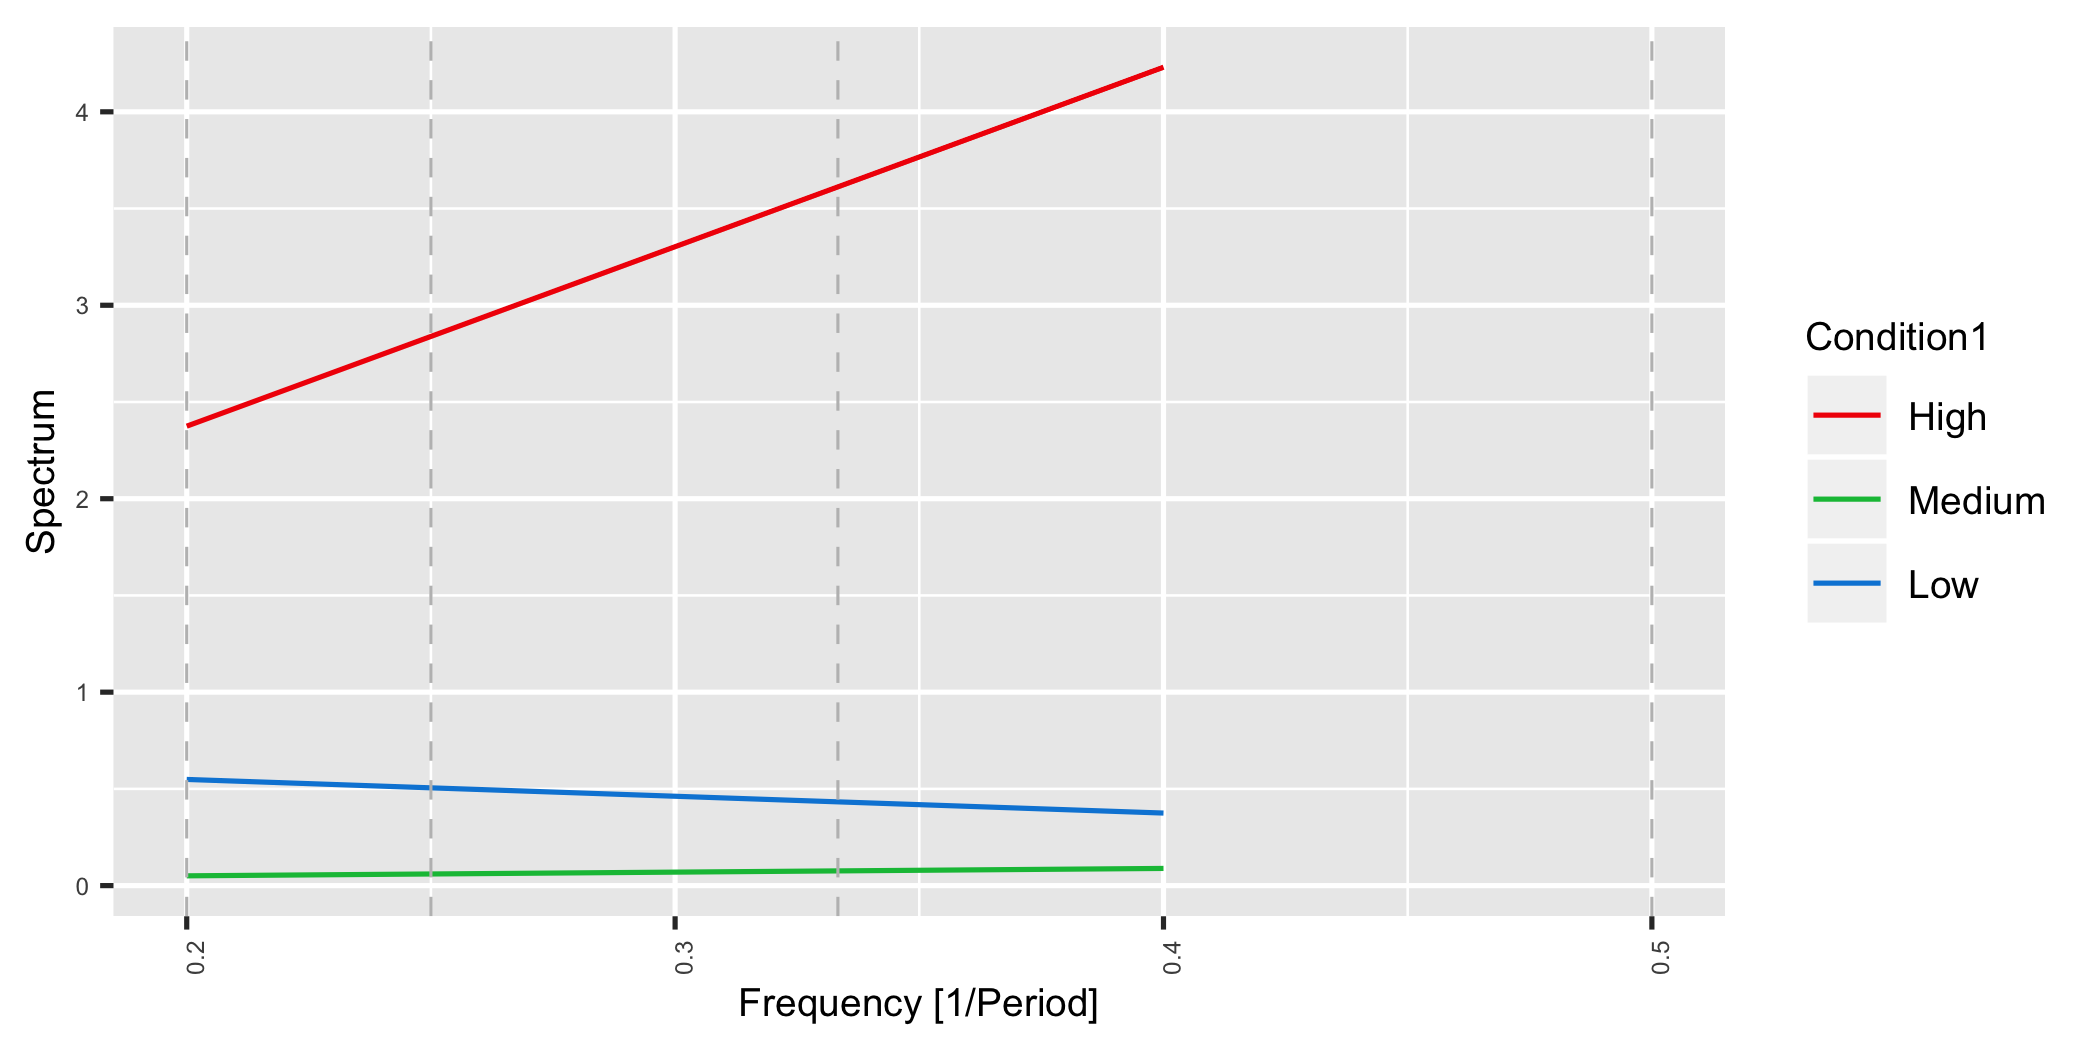 Spectrum
4
3
2
1
0
0.2
0.3
0.4
0.5
Frequency [1/Period]
Condition1
High
Medium
Low